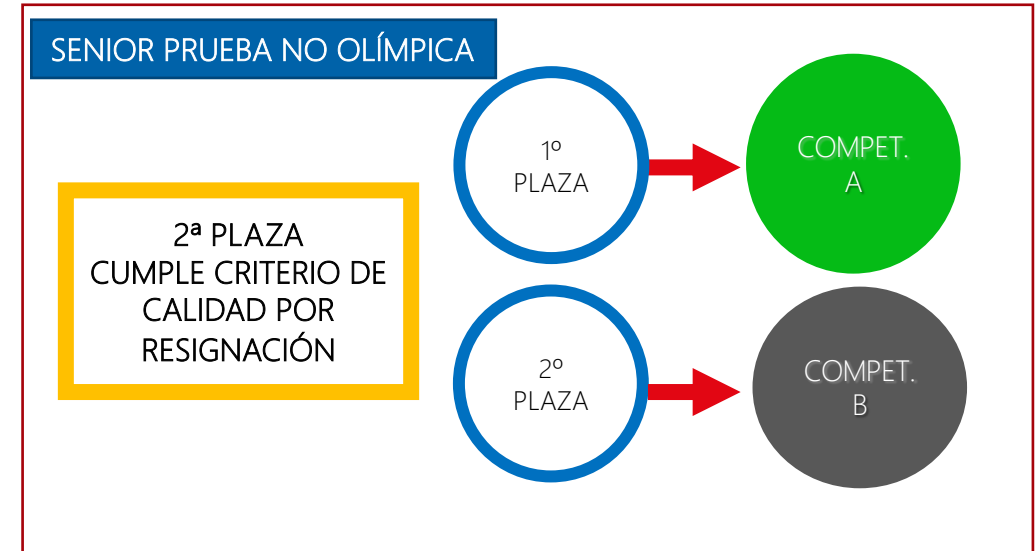 SENIOR PRUEBA NO OLÍMPICA
1º
PLAZA
COMPET.
A
2ª PLAZA
CUMPLE CRITERIO DE
CALIDAD POR
RESIGNACIÓN
2º
PLAZA
COMPET.
B